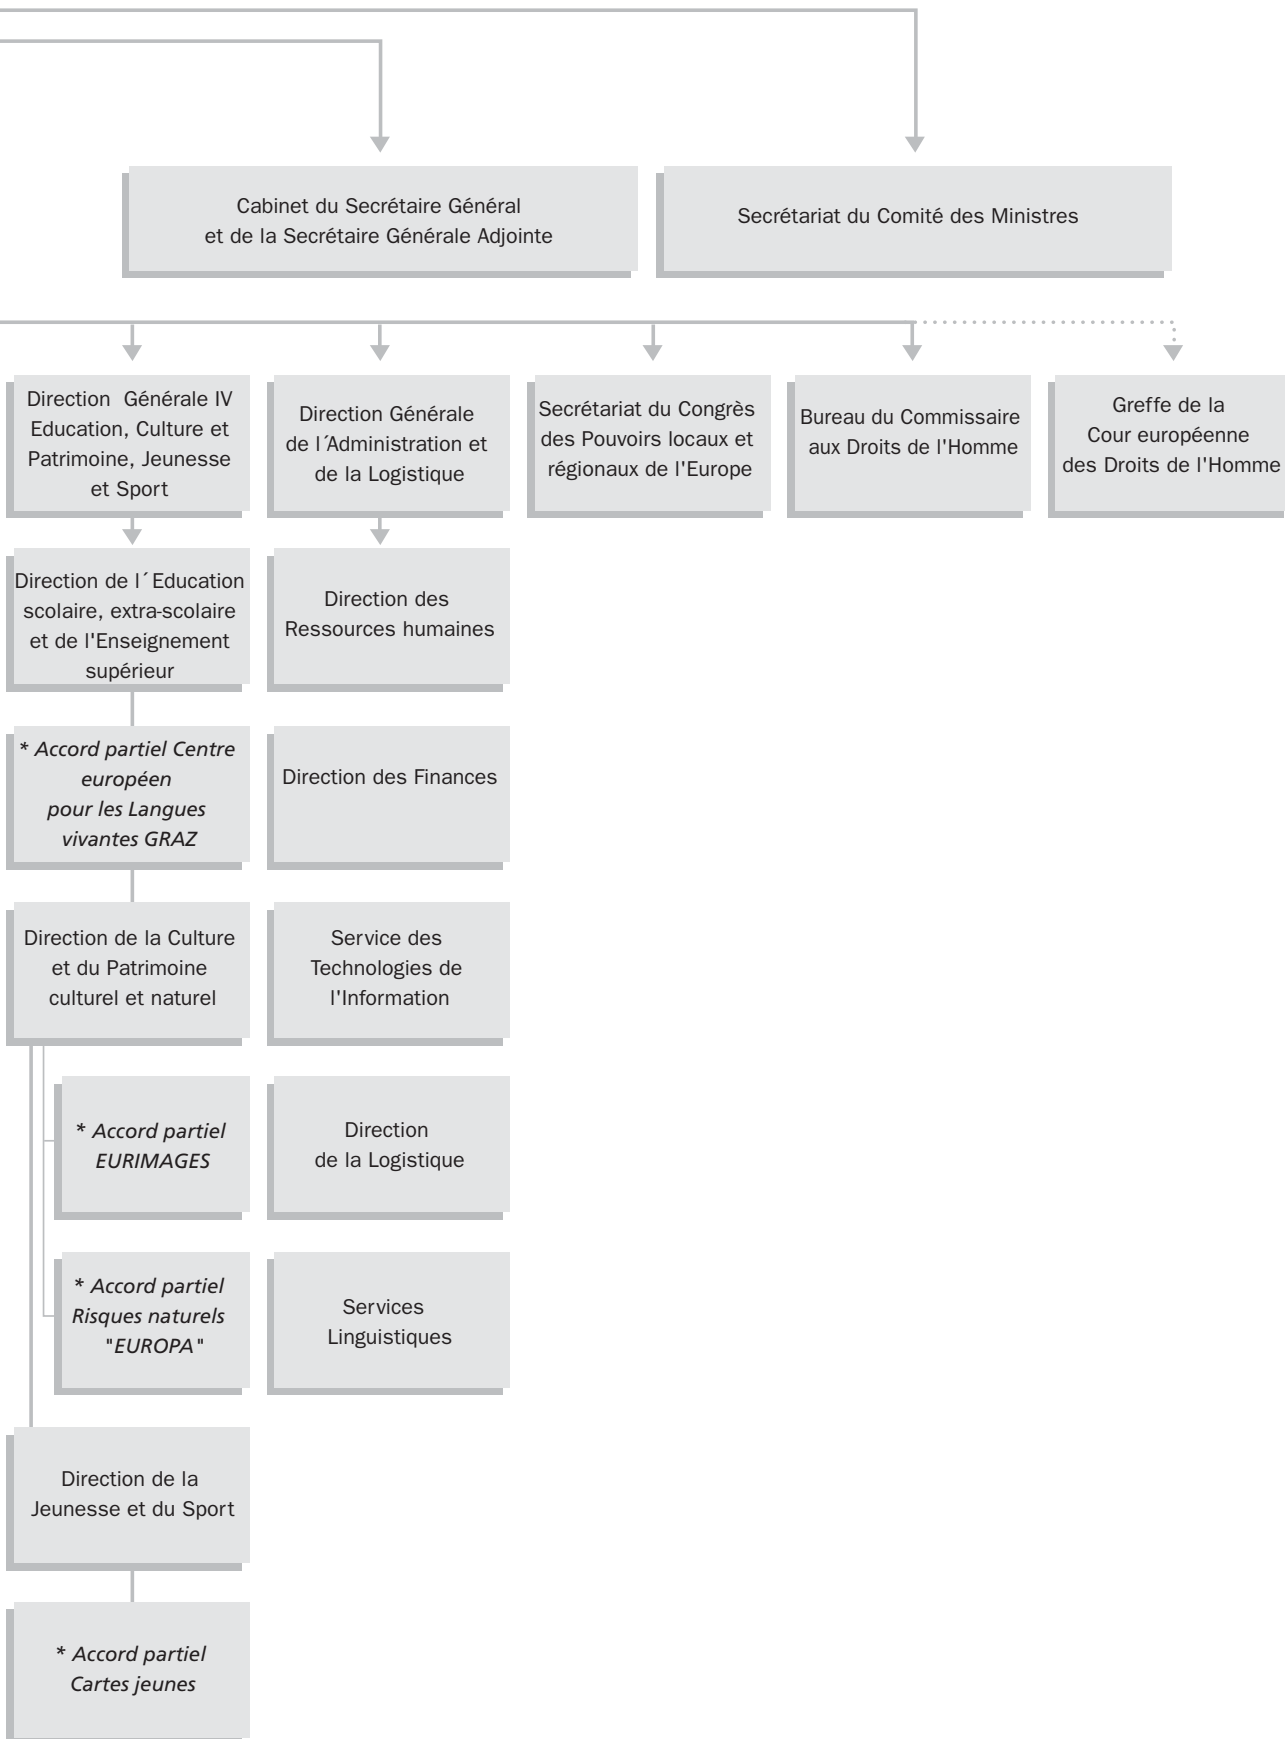 Cabinet du Secrétaire Général
et de la Secrétaire Générale Adjointe
Secrétariat du Comité des Ministres
Direction Générale IV
Education, Culture et
Patrimoine, Jeunesse
et Sport
Direction Générale
de l´Administration et
de la Logistique
Secrétariat du Congrès
des Pouvoirs locaux et
régionaux de l'Europe
Bureau du Commissaire
aux Droits de l'Homme
Greffe de la
Cour européenne
des Droits de l'Homme
Direction de l´Education
scolaire, extra-scolaire
et de l'Enseignement
supérieur
Direction des
Ressources humaines
* Accord partiel Centre
européen
pour les Langues
vivantes GRAZ
Direction des Finances
Direction de la Culture
et du Patrimoine
culturel et naturel
Service des
Technologies de
l'Information
* Accord partiel
EURIMAGES
Direction
de la Logistique
* Accord partiel
Risques naturels
"EUROPA"
Services
Linguistiques
Direction de la
Jeunesse et du Sport
* Accord partiel
Cartes jeunes